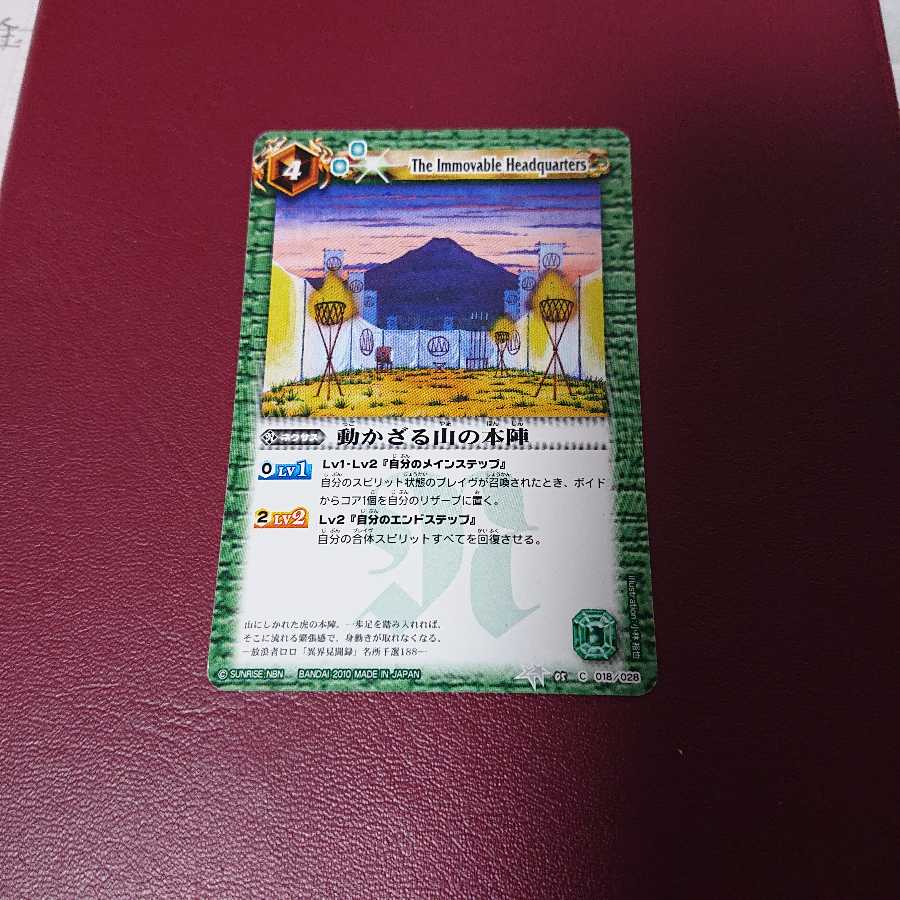 4
The Immovable Headquarters
ネクサス 動かざる山の本陣
0 LV1 Lv1・Lv2『自分のメインステップ』
自分のスピリット状態のブレイヴが召喚されたとき、ボイド
からコア1個を自分のリザーブに置く。
2 LV2 Lv2『自分のエンドステップ』
自分の合体スピリットすべてを回復させる。
山にしかれた虎の本陣。一歩足を踏み入れれば、
そこに流れる緊張感で、身動きが取れなくなる。
―放浪者ロロ「異界見聞録」名所千選188―
Illustration:小林 裕也
© SUNRISE,NBN BANDAI 2010 MADE IN JAPAN C 018/028